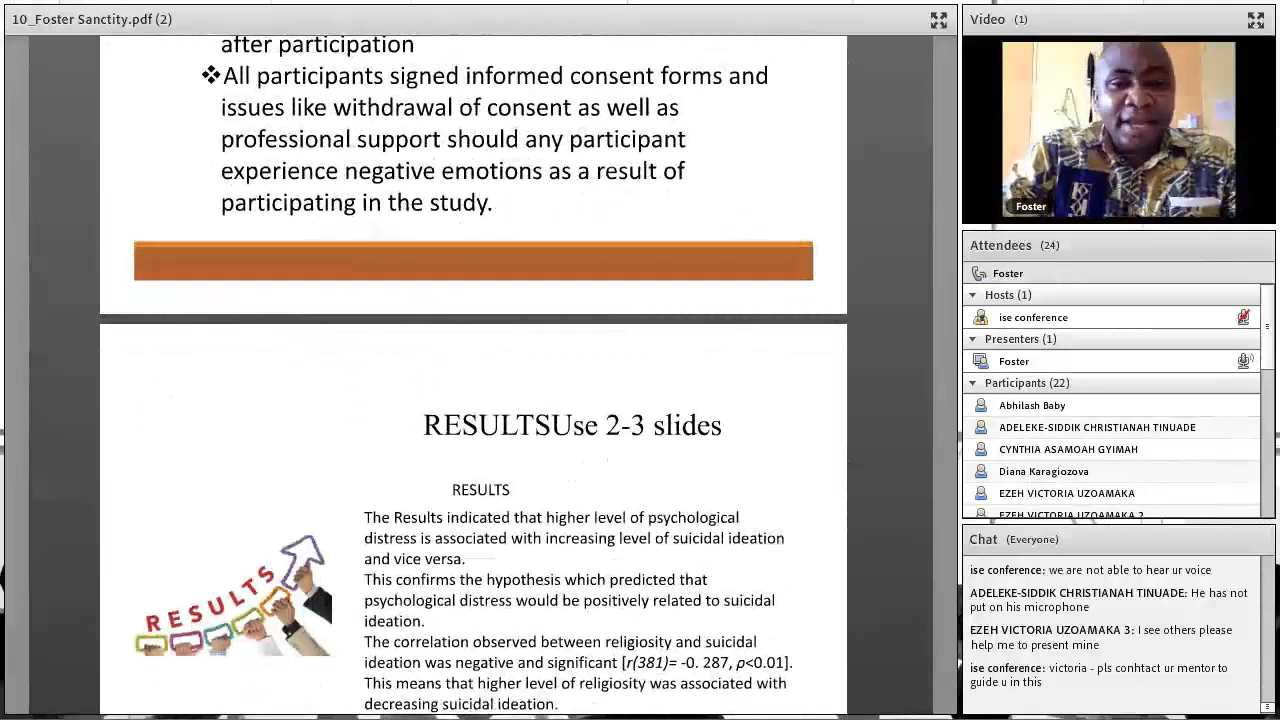 10_Foster Sanctity.pdf (2)
after participation
❖All participants signed informed consent forms and
issues like withdrawal of consent as well as
professional support should any participant
experience negative emotions as a result of
participating in the study.
RESULTSUse 2-3 slides
RESULTS
RESULTS
The Results indicated that higher level of psychological
distress is associated with increasing level of suicidal ideation
and vice versa.
This confirms the hypothesis which predicted that
psychological distress would be positively related to suicidal
ideation.
The correlation observed between religiosity and suicidal
ideation was negative and significant [r(381)= -0. 287, p<0.01].
This means that higher level of religiosity was associated with
decreasing suicidal ideation.
Video (1)
Foster
Attendees (24)
Foster
Hosts (1)
ise conference
Presenters (1)
Foster
Participants (22)
Abhilash Baby
ADELEKE-SIDDIK CHRISTIANAH TINUADE
CYNTHIA ASAMOAH GYIMAH
Diana Karagiozova
EZEH VICTORIA UZOAMAKA
EZEH VICTORIA UZOAMAKA 2
Chat (Everyone)
ise conference: we are not able to hear ur voice
ADELEKE-SIDDIK CHRISTIANAH TINUADE: He has not
put on his microphone
EZEH VICTORIA UZOAMAKA 3: I see others please
help me to present mine
ise conference: victoria - pls conhtact ur mentor to
guide u in this